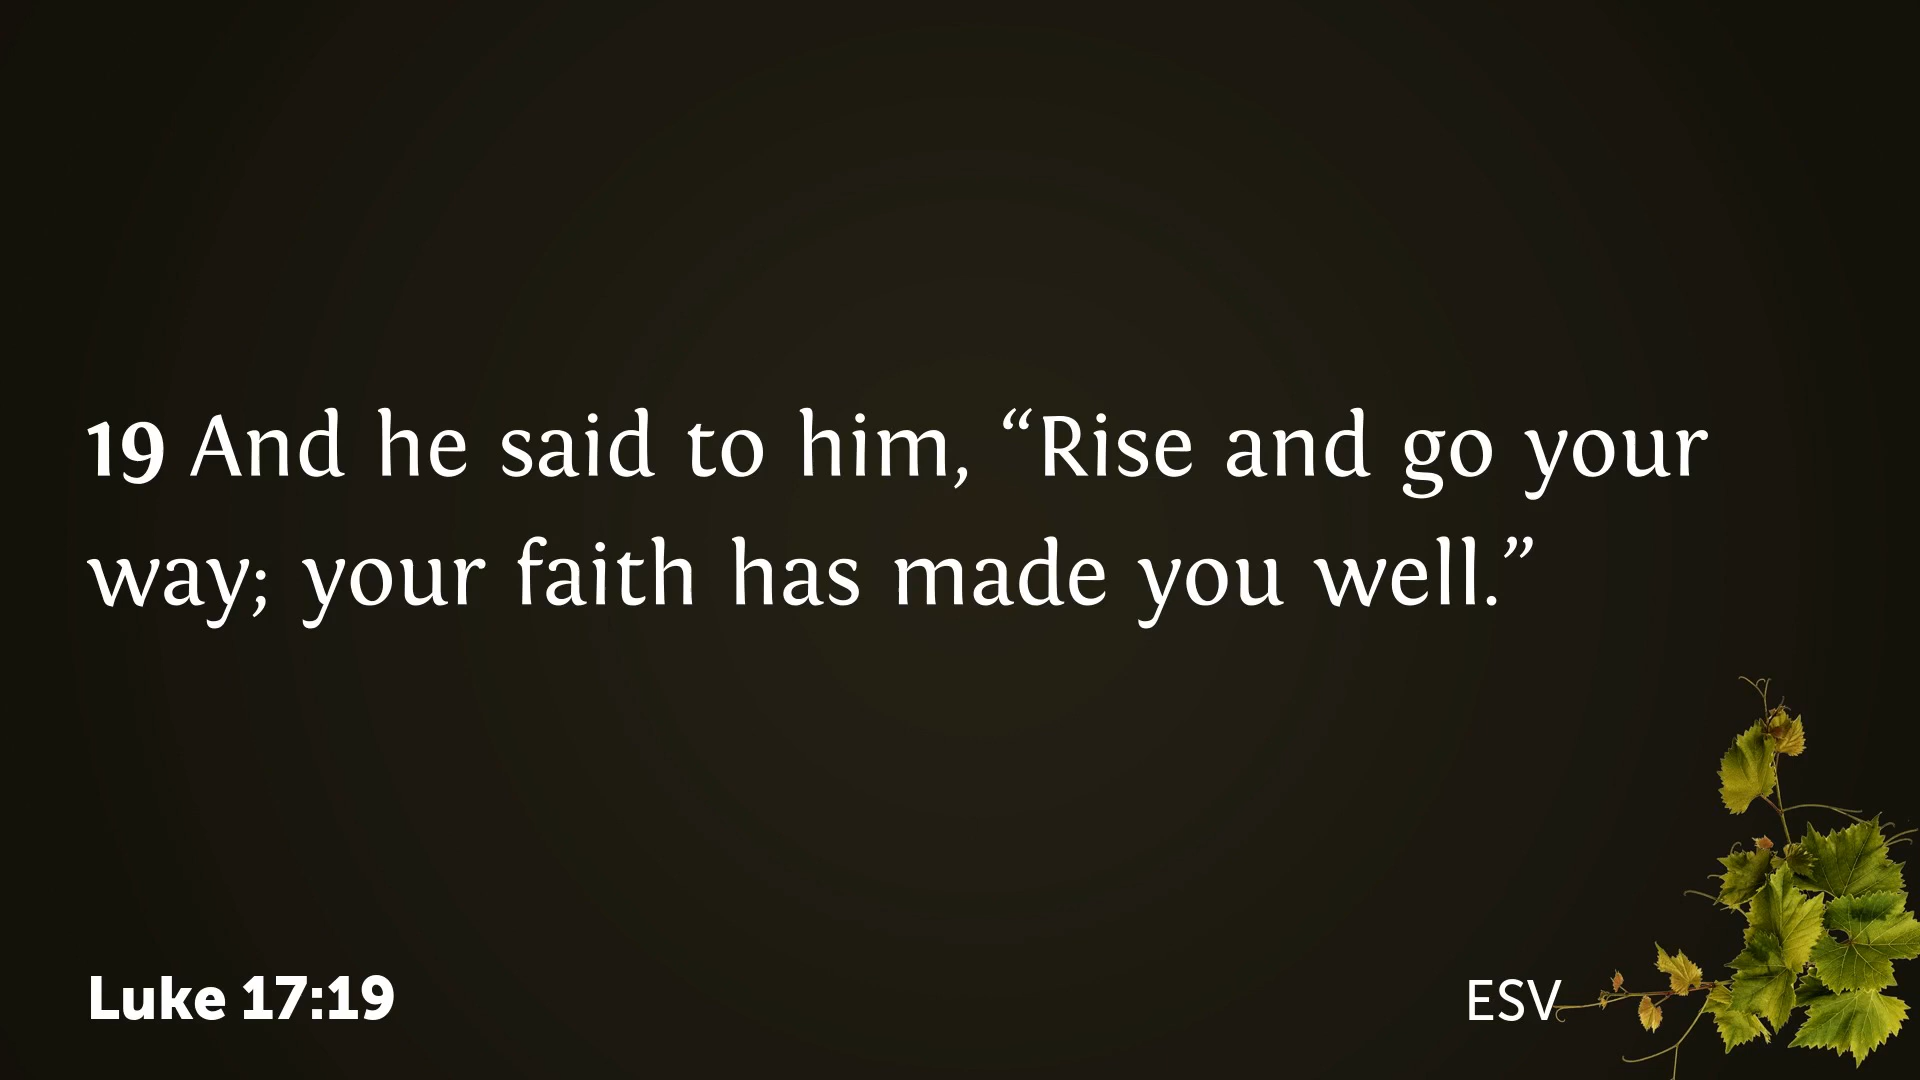 19 And he said to him, “Rise and go your
way; your faith has made you well.”
Luke 17:19
ESV